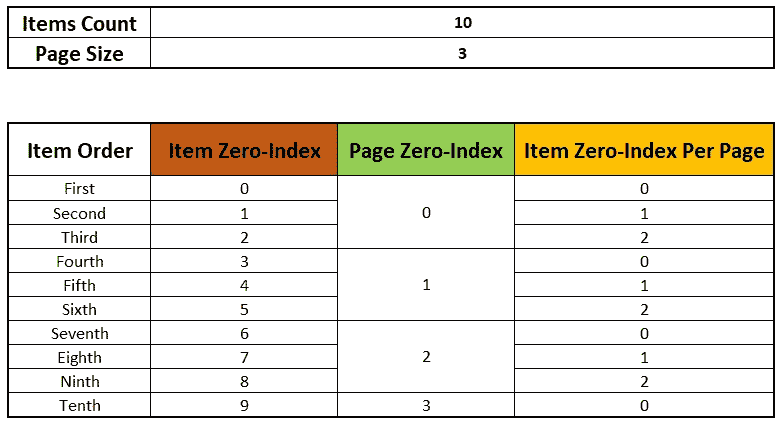 Items Count 10
Page Size 3
Item Order Item Zero-Index Page Zero-Index Item Zero-Index Per Page
First 0 0 0
Second 1 1
Third 2 2
Fourth 3 1 0
Fifth 4 1
Sixth 5 2
Seventh 6 2 0
Eighth 7 1
Ninth 8 2
Tenth 9 3 0